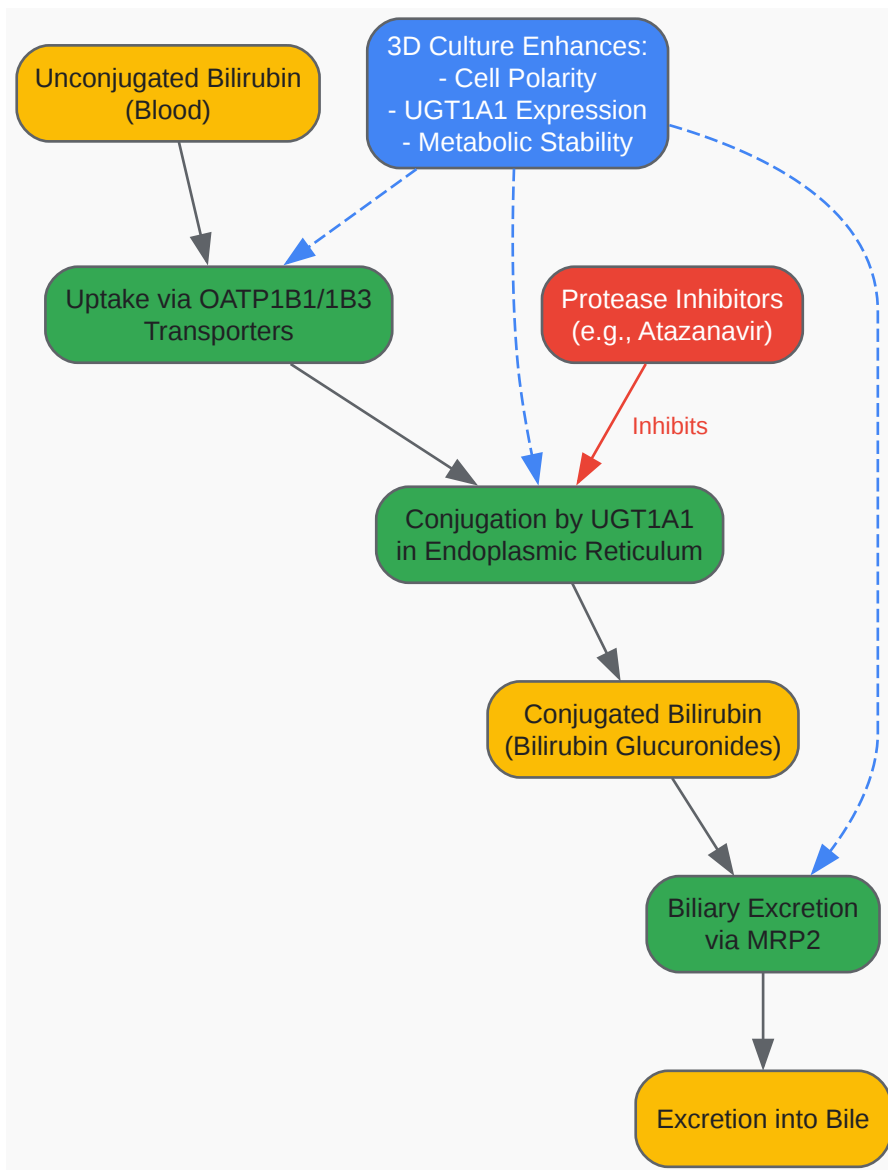 Unconjugated Bilirubin
(Blood)
3D Culture Enhances:
- Cell Polarity
- UGT1A1 Expression
- Metabolic Stability
Uptake via OATP1B1/1B3
Transporters
Protease Inhibitors
(e.g., Atazanavir)
Inhibits
Conjugation by UGT1A1
in Endoplasmic Reticulum
Conjugated Bilirubin
(Bilirubin Glucuronides)
Biliary Excretion
via MRP2
Excretion into Bile